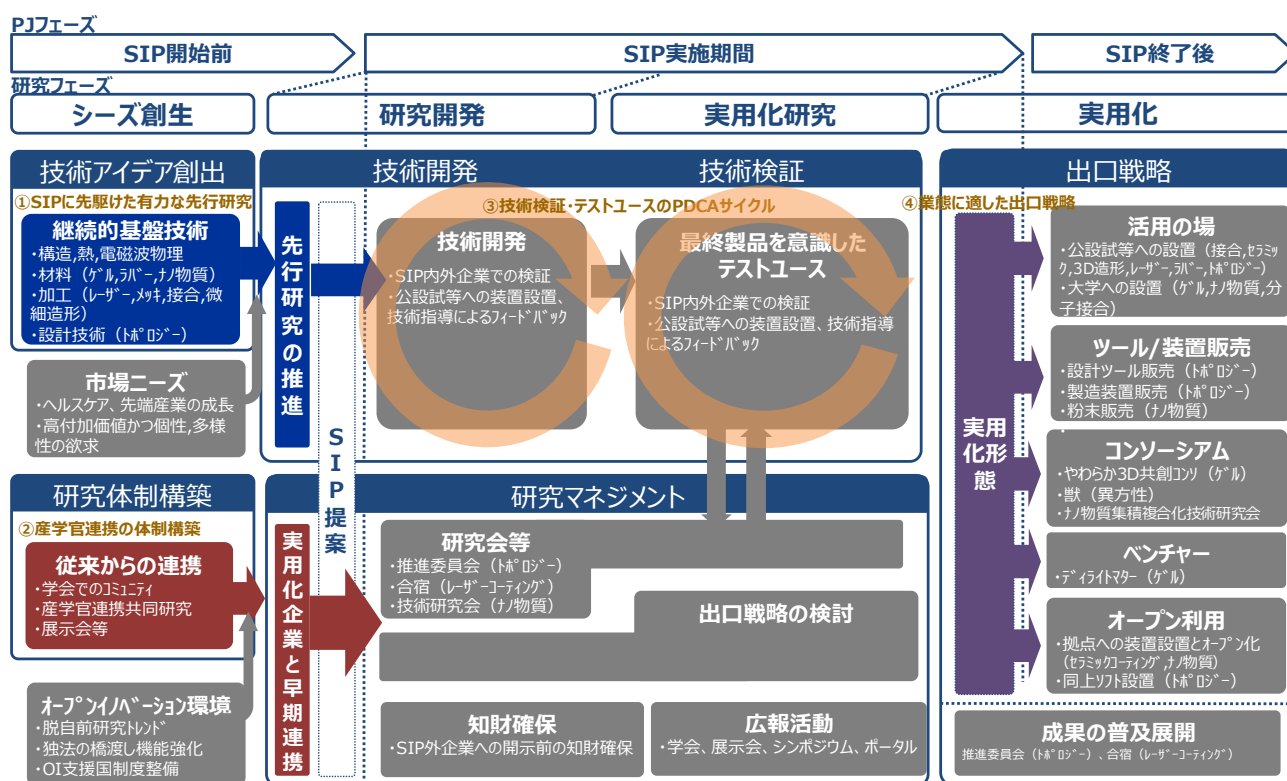 PJフェーズ
SIP開始前
SIP実施期間
SIP終了後
研究フェーズ
シーズ創生
研究開発
実用化研究
実用化
技術アイデア創出
①SIPに先駆けた有力な先行研究
継続的基盤技術
・構造,熱,電磁波物理
・材料（ｹﾞﾙ,ﾗﾊﾞｰ,ﾅﾉ物質）
・加工（ﾚｰｻﾞｰ,ﾒｯｷ,接合,微
細造形）
・設計技術（ﾄﾎﾟﾛｼﾞｰ）
市場ニーズ
・ヘルスケア、先端産業の成長
・高付加価値かつ個性,多様
性の欲求
研究体制構築
②産学官連携の体制構築
従来からの連携
・学会でのｺﾐｭﾆﾃｨ
・産学官連携共同研究
・展示会等
ｵｰﾌﾟﾝｲﾉﾍﾞｰｼｮﾝ環境
・脱自前研究ﾄﾚﾝﾄﾞ
・独法の橋渡し機能強化
・OI支援国制度整備
先行研究の推進
SIP提案
実用化企業と早期連携
技術開発
技術検証
③技術検証・テストユースのPDCAサイクル
技術開発
・SIP内外企業での検証
・公設試等への装置設置、
技術指導によるﾌｨｰﾄﾞﾊﾞｯｸ
最終製品を意識した
テストユース
・SIP内外企業での検証
・公設試等への装置設置、技術指導
によるﾌｨｰﾄﾞﾊﾞｯｸ
研究マネジメント
研究会等
・推進委員会（ﾄﾎﾟﾛｼﾞｰ）
・合宿（ﾚｰｻﾞｰｺｰﾃｨﾝｸﾞ）
・技術研究会（ﾅﾉ物質）
出口戦略の検討
知財確保
・SIP外企業への開示前の知財確保
広報活動
・学会、展示会、シンポジウム、ポータル
出口戦略
④業態に適した出口戦略
実用
化形
態
活用の場
・公設試等への設置（接合,ｾﾗﾐｯ
ｸ,3D造形,ﾚｰｻﾞｰ,ﾗﾊﾞｰ,ﾄﾎﾟﾛｼﾞｰ）
・大学への設置（ｹﾞﾙ,ﾅﾉ物質,分
子接合）
ツール/装置販売
・設計ツール販売（ﾄﾎﾟﾛｼﾞｰ）
・製造装置販売（ﾄﾎﾟﾛｼﾞｰ）
・粉末販売（ﾅﾉ物質）
・
コンソーシアム
・やわらか3D共創ｺﾝｿ（ｹﾞﾙ）
・獣（異方性）
・ﾅﾉ物質集積複合化技術研究会
ベンチャー
・ﾃﾞｨﾗｲﾄﾏﾀｰ（ｹﾞﾙ）
オープン利用
・拠点への装置設置とオープン化
（ｾﾗﾐｯｸｺｰﾃｨﾝｸﾞ,ﾅﾉ物質）
・同上ｿﾌﾄ設置（ﾄﾎﾟﾛｼﾞｰ）
成果の普及展開
推進委員会（ﾄﾎﾟﾛｼﾞｰ）、合宿（ﾚｰｻﾞｰｺｰﾃｨﾝｸﾞ）